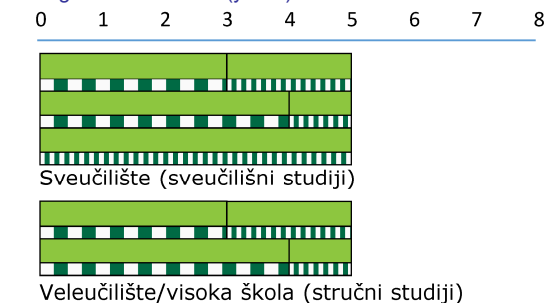 0 1 2 3 4 5 6 7 8
Sveučilište (sveučilišni studiji)
Veleučilište/visoka škola (stručni studiji)